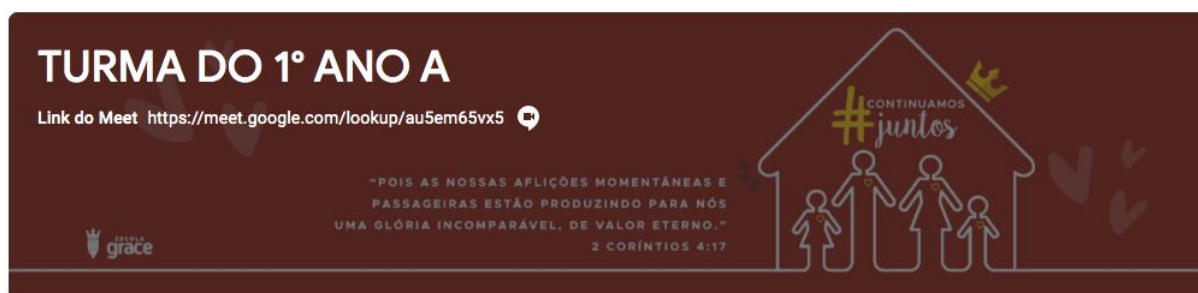 TURMA DO 1° ANO A
Link do Meet https://meet.google.com/lookup/au5em65vx5
#CONTINUAMOS
juntos
"POIS AS NOSSAS AFLIÇÕES MOMENTÂNEAS E
PASSAGEIRAS ESTÃO PRODUZINDO PARA NÓS
UMA GLÓRIA INCOMPARÁVEL, DE VALOR ETERNO."
2 CORÍNTIOS 4:17
ESCOLA
grace